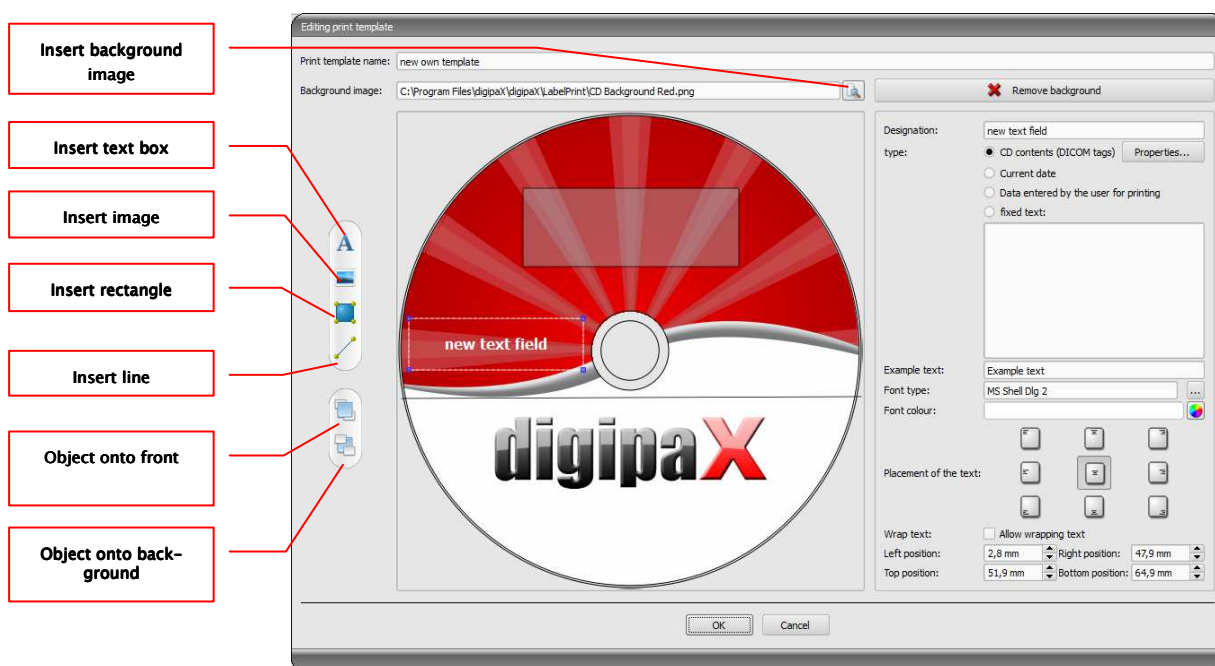 Insert background
image
Insert text box
Insert image
Insert rectangle
Insert line
Object onto front
Object onto back-
ground
Editing print template
Print template name: new own template
Background image: C:\Program Files\digipaX\digipaX\LabelPrint\CD Background Red.png
Remove background
A
new text field
digipaX
Designation: new text field
type: CD contents (DICOM tags) Properties...
Current date
Data entered by the user for printing
fixed text:
Example text: Example text
Font type: MS Shell Dlg 2 ...
Font colour:
Placement of the text:
Wrap text: Allow wrapping text
Left position: 2,8 mm Right position: 47,9 mm
Top position: 51,9 mm Bottom position: 64,9 mm
OK Cancel